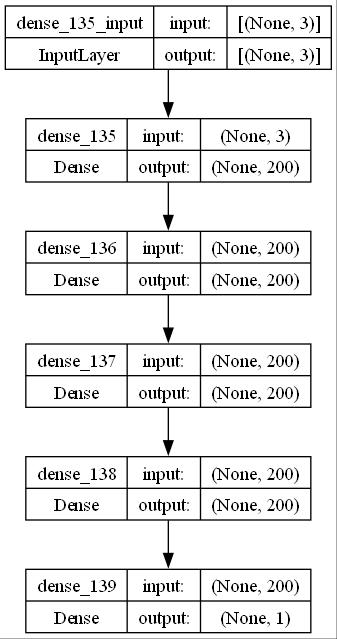 dense_135_input input: [(None, 3)]
InputLayer output: [(None, 3)]
dense_135 input: (None, 3)
Dense output: (None, 200)
dense_136 input: (None, 200)
Dense output: (None, 200)
dense_137 input: (None, 200)
Dense output: (None, 200)
dense_138 input: (None, 200)
Dense output: (None, 200)
dense_139 input: (None, 200)
Dense output: (None, 1)